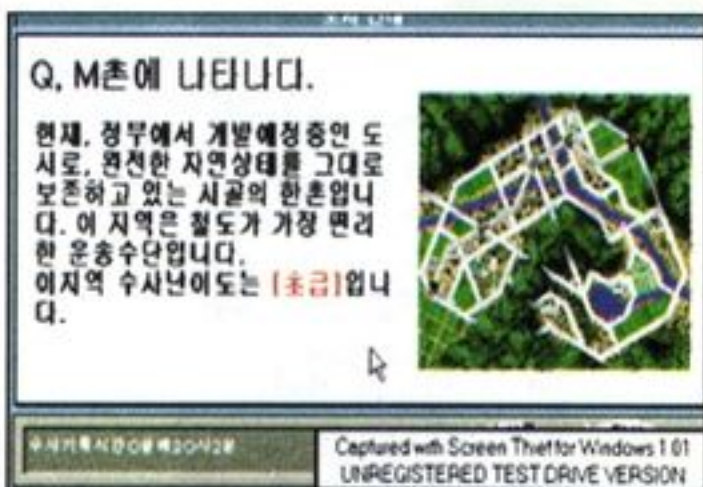 Q, M촌에 나타나다.
현재, 정부에서 개발예정중인 도
시로, 완전한 자연상태를 그대로
보존하고 있는 시골의 한촌입니
다. 이 지역은 철도가 가장 편리
한 운송수단입니다.
이지역 수사난이도는 [초급]입니
다.
Captured with Screen Thief for Windows 1.01
UNREGISTERED TEST DRIVE VERSION